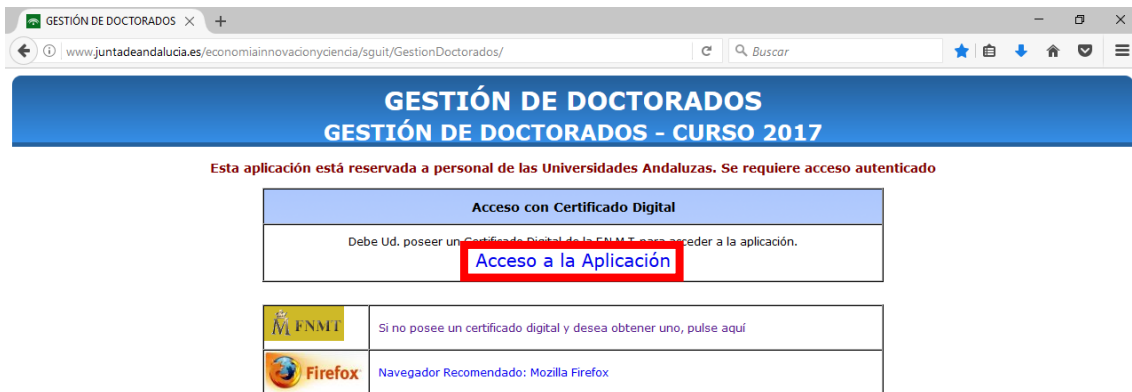 GESTIÓN DE DOCTORADOS
www.juntadeandalucia.es/economiainnovacionyciencia/sguit/GestionDoctorados/
Buscar
GESTIÓN DE DOCTORADOS
GESTIÓN DE DOCTORADOS - CURSO 2017
Esta aplicación está reservada a personal de las Universidades Andaluzas. Se requiere acceso autenticado
Acceso con Certificado Digital
Debe Ud. poseer un Certificado Digital de la F.N.M.T. para acceder a la aplicación.
Acceso a la Aplicación
FNMT
Si no posee un certificado digital y desea obtener uno, pulse aquí
Firefox
Navegador Recomendado: Mozilla Firefox